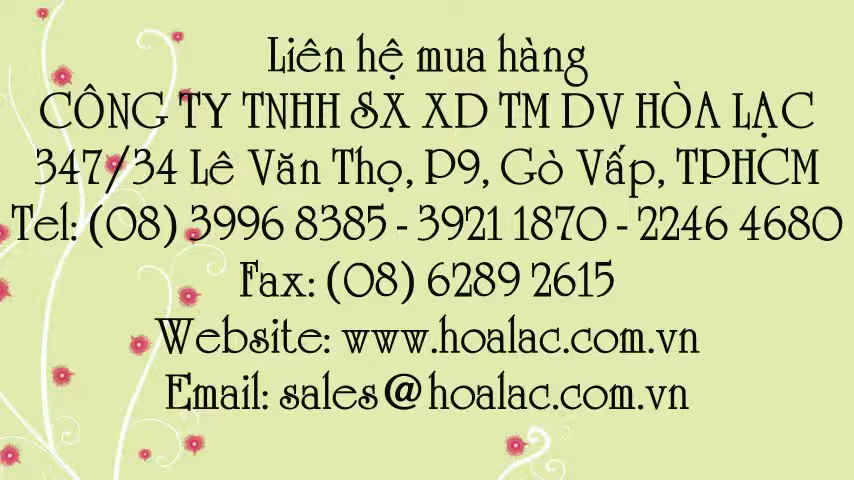 Liên hệ mua hàng
CÔNG TY TNHH SX XD TM DV HÒA LẠC
347/34 Lê Văn Thọ, P9, Gò Vấp, TPHCM
Tel: (08) 3996 8385 - 3921 1870 - 2246 4680
Fax: (08) 6289 2615
Website: www.hoalac.com.vn
Email: sales@hoalac.com.vn